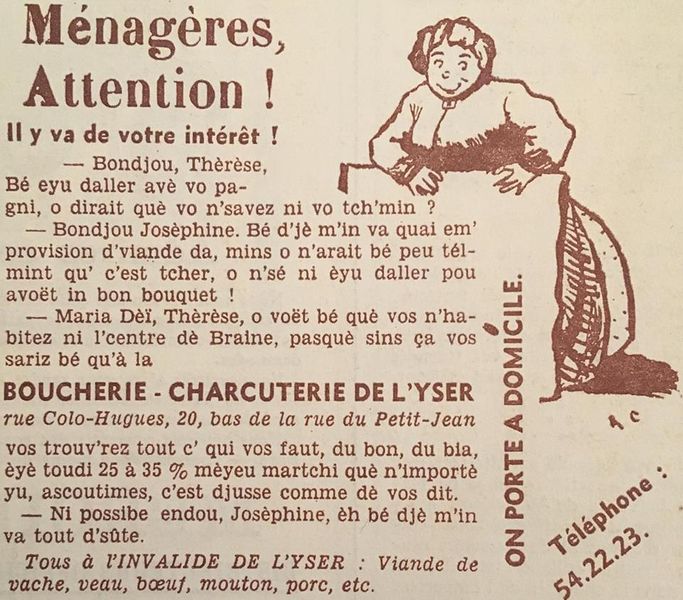 Ménagères,
Attention !
Il y va de votre intérêt !
— Bondjou, Thèrèse,
Bé eyu daller avè vo pa-
gni, o dirait què vo n'savez ni vo tch'min ?
— Bondjou Josèphine. Bé d'jè m'in va quai em'
provision d'viande da, mins o n'arait bé peu tél-
mint qu' c'est tcher, o n'sé ni èyu daller pou
avoët in bon bouquet !
— Maria Dèï, Thèrèse, o voët bé què vos n'ha-
bitez ni l'centre dè Braine, pasquè sins ça vos
sariz bé qu'à la
BOUCHERIE - CHARCUTERIE DE L'YSER
rue Colo-Hugues, 20, bas de la rue du Petit-Jean
vos trouv'rez tout c' qui vos faut, du bon, du bia,
èyè toudi 25 à 35 % mèyeu martchi què n'importè
yu, ascoutimes, c'est djusse comme dè vos dit.
— Ni possibe endou, Josèphine, èh bé djè m'in
va tout d'sûte.
Tous à l'INVALIDE DE L'YSER : Viande de
vache, veau, bœuf, mouton, porc, etc.
ON PORTE A DOMICILE.
A C
Téléphone :
54.22.23.